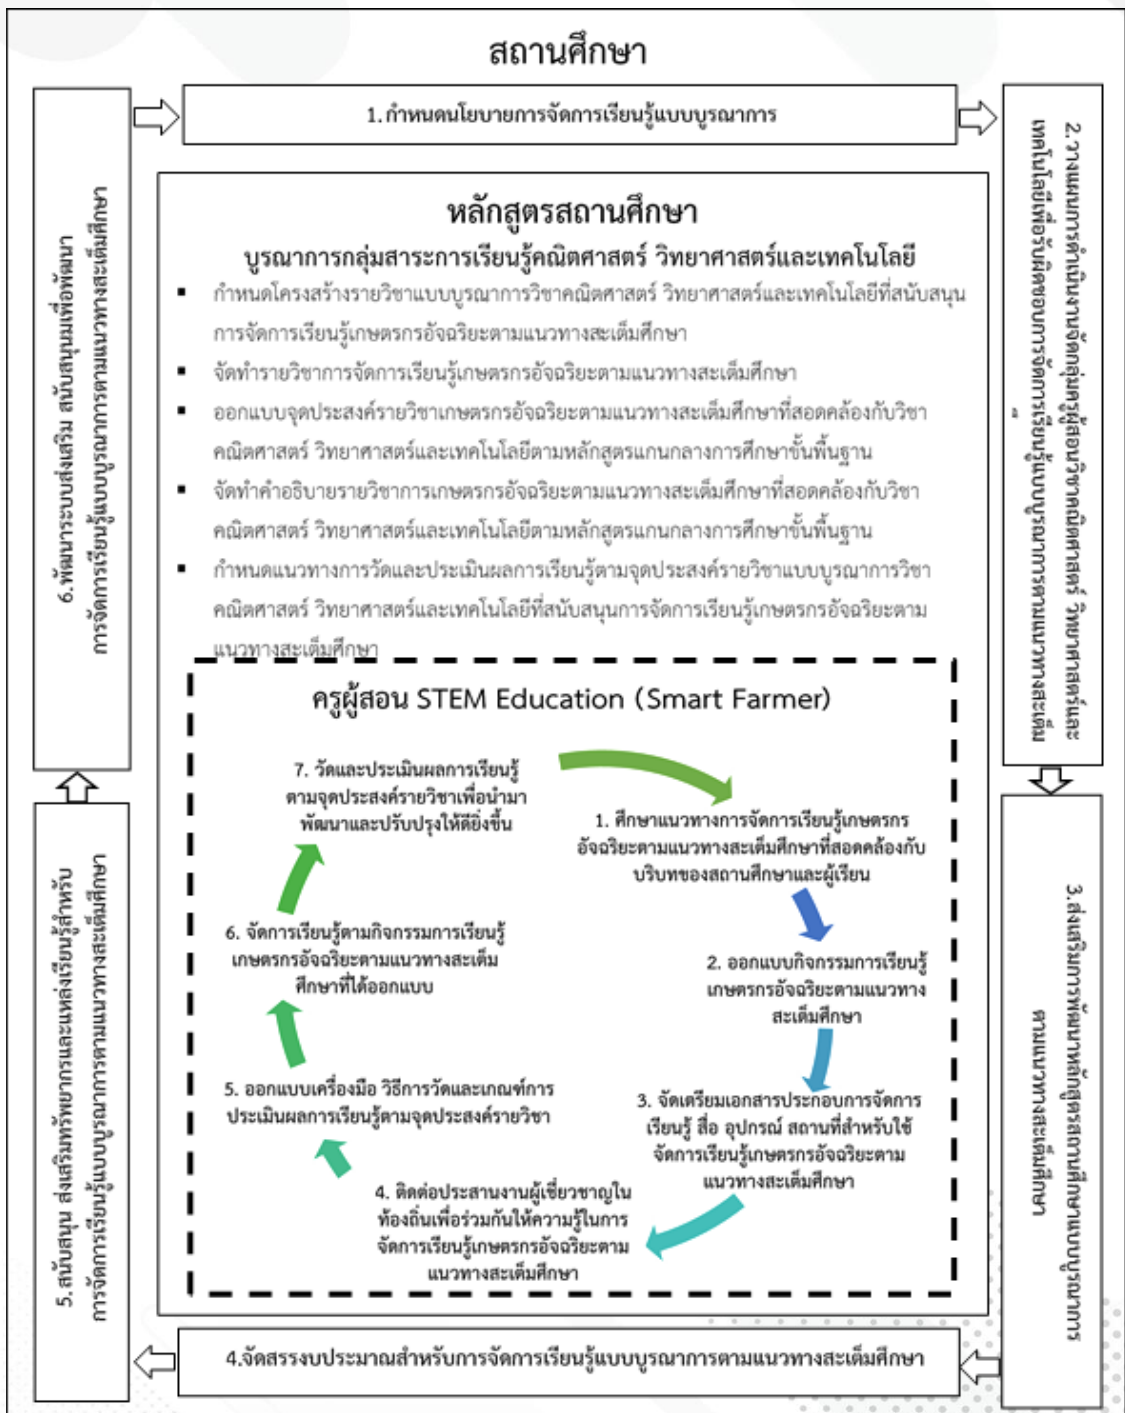 สถานศึกษา
1. กำหนดนโยบายการจัดการเรียนรู้แบบบูรณาการ
2. วางแผนการดำเนินงานจัดกลุ่มครูผู้สอนวิชาคณิตศาสตร์ วิทยาศาสตร์และ
เทคโนโลยีเพื่อรับผิดชอบการจัดการเรียนรู้แบบบูรณาการตามแนวทางสะเต็ม
3.ส่งเสริมการพัฒนาหลักสูตรสถานศึกษาแบบบูรณาการ
ตามแนวทางสะเต็มศึกษา
4.จัดสรรงบประมาณสำหรับการจัดการเรียนรู้แบบบูรณาการตามแนวทางสะเต็มศึกษา
5.สนับสนุน ส่งเสริมทรัพยากรและแหล่งเรียนรู้สำหรับ
การจัดการเรียนรู้แบบบูรณาการตามแนวทางสะเต็มศึกษา
6.พัฒนาระบบส่งเสริม สนับสนุนเพื่อพัฒนา
การจัดการเรียนรู้แบบบูรณาการตามแนวทางสะเต็มศึกษา
หลักสูตรสถานศึกษา
บูรณาการกลุ่มสาระการเรียนรู้คณิตศาสตร์ วิทยาศาสตร์และเทคโนโลยี
▪ กำหนดโครงสร้างรายวิชาแบบบูรณาการวิชาคณิตศาสตร์ วิทยาศาสตร์และเทคโนโลยีที่สนับสนุน
การจัดการเรียนรู้เกษตรกรอัจฉริยะตามแนวทางสะเต็มศึกษา
▪ จัดทำรายวิชาการจัดการเรียนรู้เกษตรกรอัจฉริยะตามแนวทางสะเต็มศึกษา
▪ ออกแบบจุดประสงค์รายวิชาเกษตรกรอัจฉริยะตามแนวทางสะเต็มศึกษาที่สอดคล้องกับวิชา
คณิตศาสตร์ วิทยาศาสตร์และเทคโนโลยีตามหลักสูตรแกนกลางการศึกษาขั้นพื้นฐาน
▪ จัดทำคำอธิบายรายวิชาการเกษตรกรอัจฉริยะตามแนวทางสะเต็มศึกษาที่สอดคล้องกับวิชา
คณิตศาสตร์ วิทยาศาสตร์และเทคโนโลยีตามหลักสูตรแกนกลางการศึกษาขั้นพื้นฐาน
▪ กำหนดแนวทางการวัดและประเมินผลการเรียนรู้ตามจุดประสงค์รายวิชาแบบบูรณาการวิชา
คณิตศาสตร์ วิทยาศาสตร์และเทคโนโลยีที่สนับสนุนการจัดการเรียนรู้เกษตรกรอัจฉริยะตาม
แนวทางสะเต็มศึกษา
ครูผู้สอน STEM Education (Smart Farmer)
1. ศึกษาแนวทางการจัดการเรียนรู้เกษตรกร
อัจฉริยะตามแนวทางสะเต็มศึกษาที่สอดคล้องกับ
บริบทของสถานศึกษาและผู้เรียน
2. ออกแบบกิจกรรมการเรียนรู้
เกษตรกรอัจฉริยะตามแนวทาง
สะเต็มศึกษา
3. จัดเตรียมเอกสารประกอบการจัดการ
เรียนรู้ สื่อ อุปกรณ์ สถานที่สำหรับใช้
จัดการเรียนรู้เกษตรกรอัจฉริยะตาม
แนวทางสะเต็มศึกษา
4. ติดต่อประสานงานผู้เชี่ยวชาญใน
ท้องถิ่นเพื่อร่วมกันให้ความรู้ในการ
จัดการเรียนรู้เกษตรกรอัจฉริยะตาม
แนวทางสะเต็มศึกษา
5. ออกแบบเครื่องมือ วิธีการวัดและเกณฑ์การ
ประเมินผลการเรียนรู้ตามจุดประสงค์รายวิชา
6. จัดการเรียนรู้ตามกิจกรรมการเรียนรู้
เกษตรกรอัจฉริยะตามแนวทางสะเต็ม
ศึกษาที่ได้ออกแบบ
7. วัดและประเมินผลการเรียนรู้
ตามจุดประสงค์รายวิชาเพื่อนำมา
พัฒนาและปรับปรุงให้ดียิ่งขึ้น